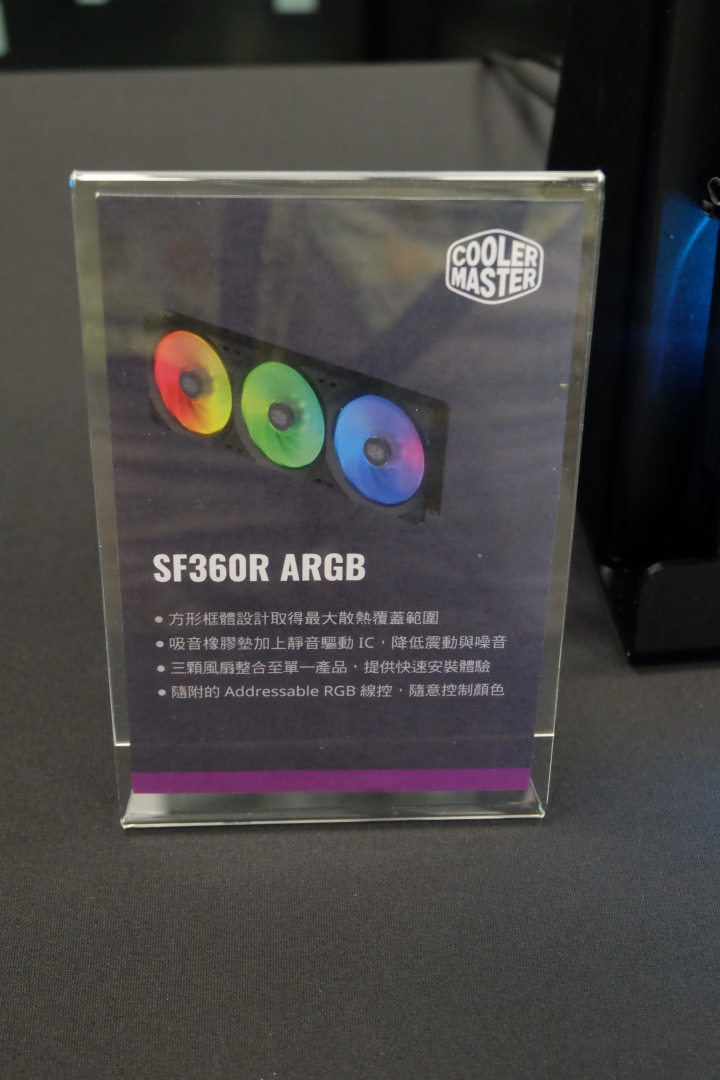 COOLER
MASTER
SF360R ARGB
• 方形框體設計取得最大散熱覆蓋範圍
• 吸音橡膠墊加上靜音驅動 IC，降低震動與噪音
• 三顆風扇整合至單一產品，提供快速安裝體驗
• 隨附的 Addressable RGB 線控，隨意控制顏色